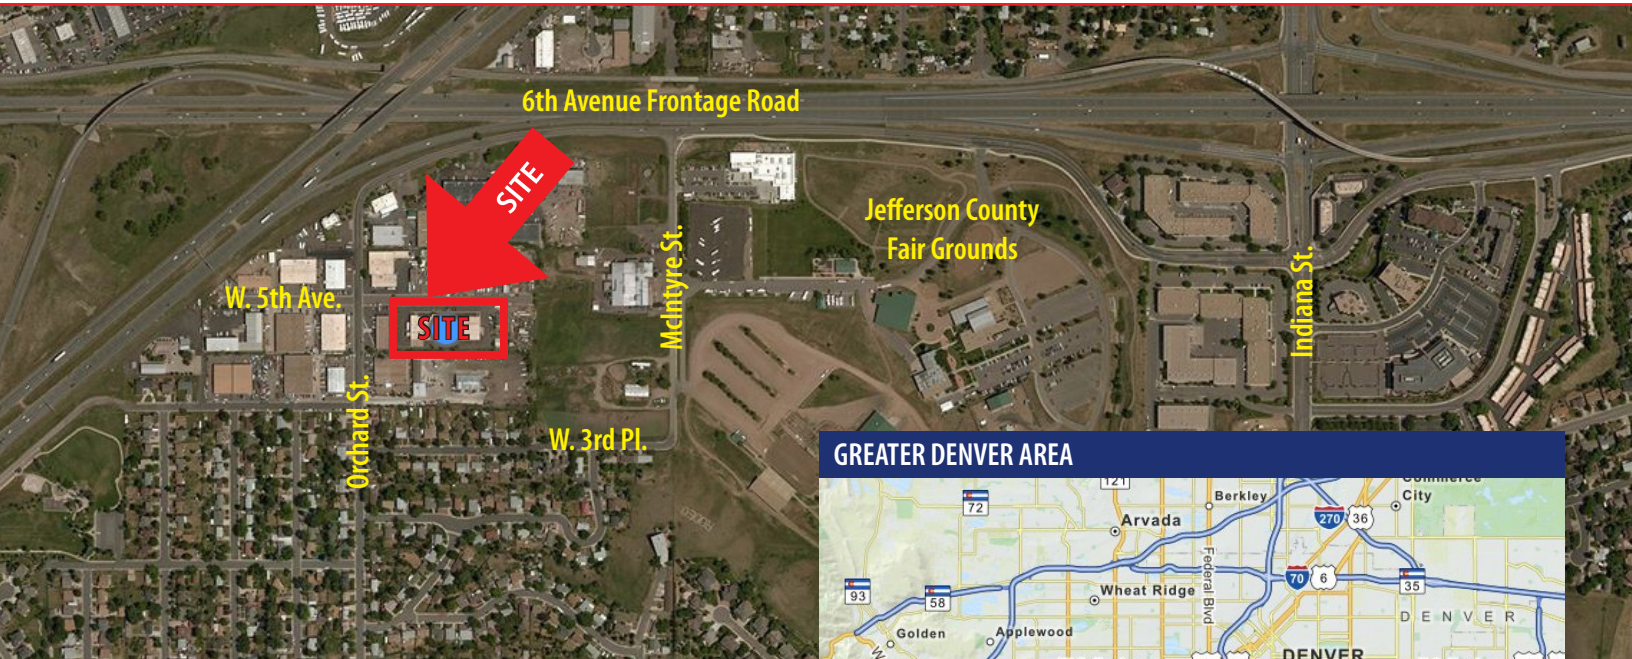 6th Avenue Frontage Road
SITE
Jefferson County
Fair Grounds
McIntyre St.
Indiana St.
W. 5th Ave.
SITE
Orchard St.
W. 3rd Pl.
GREATER DENVER AREA
121
Commerce
City
72
Berkley
270
36
Arvada
Federal Blvd
70
6
35
93
58
Wheat Ridge
DENVER
Golden
Applewood
W
DENVER